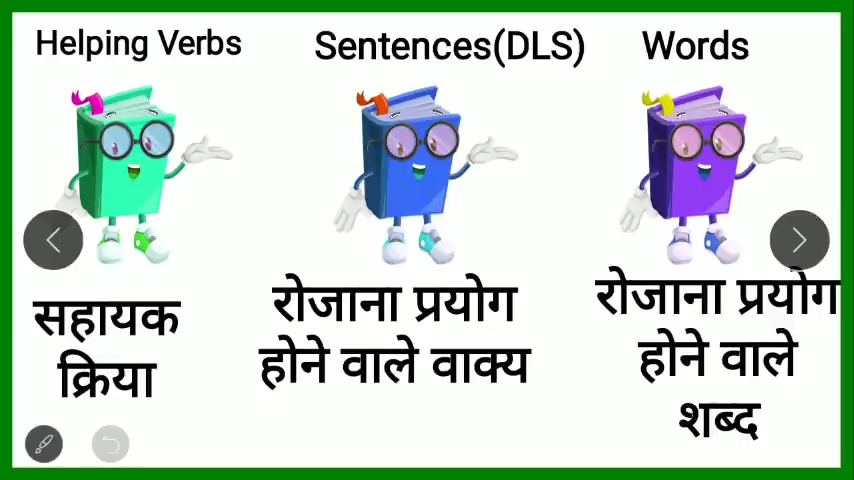 Helping Verbs
Sentences(DLS)
Words
सहायक
क्रिया
रोजाना प्रयोग
होने वाले वाक्य
रोजाना प्रयोग
होने वाले
शब्द